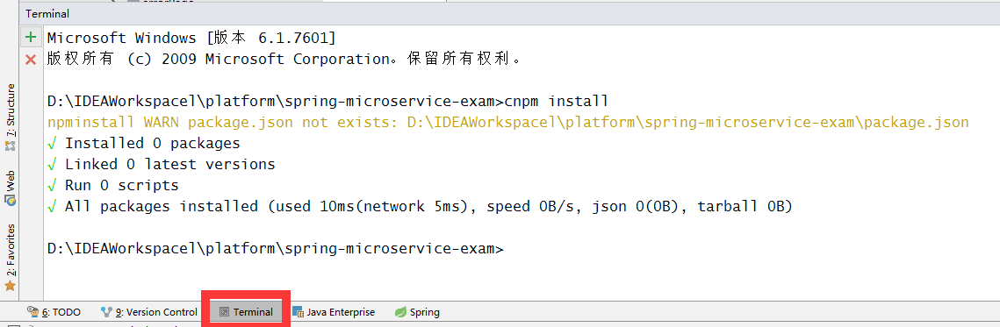 Terminal
Microsoft Windows [版本 6.1.7601]
版权所有 (c) 2009 Microsoft Corporation。保留所有权利。
D:\IDEAWorkspacel\platform\spring-microservice-exam>cnpm install
npminstall WARN package.json not exists: D:\IDEAWorkspacel\platform\spring-microservice-exam\package.json
√ Installed 0 packages
√ Linked 0 latest versions
√ Run 0 scripts
√ All packages installed (used 10ms(network 5ms), speed 0B/s, json 0(0B), tarball 0B)
D:\IDEAWorkspacel\platform\spring-microservice-exam>
7: Structure
Web
2: Favorites
6: TODO
9: Version Control
Terminal
Java Enterprise
Spring